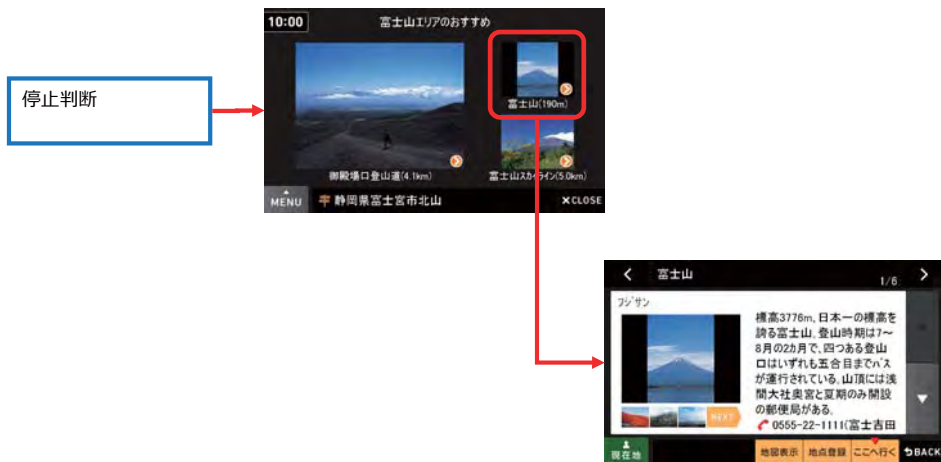 停止判断
10:00
富士山エリアのおすすめ
富士山(190m)
御殿場口登山道(4.1km)
富士山スカイライン(5.0km)
MENU
静岡県富士宮市北山
×CLOSE
富士山
1/6
フジサン
標高3776m、日本一の標高を
誇る富士山。登山時期は7~
8月の2カ月で、四つある登山
口はいずれも五合目までバス
が運行されている。山頂には浅
間大社奥宮と夏期のみ開設
の郵便局がある。
0555-22-1111(富士吉田
NEXT
現在地
地図表示
地点登録
ここへ行く
BACK